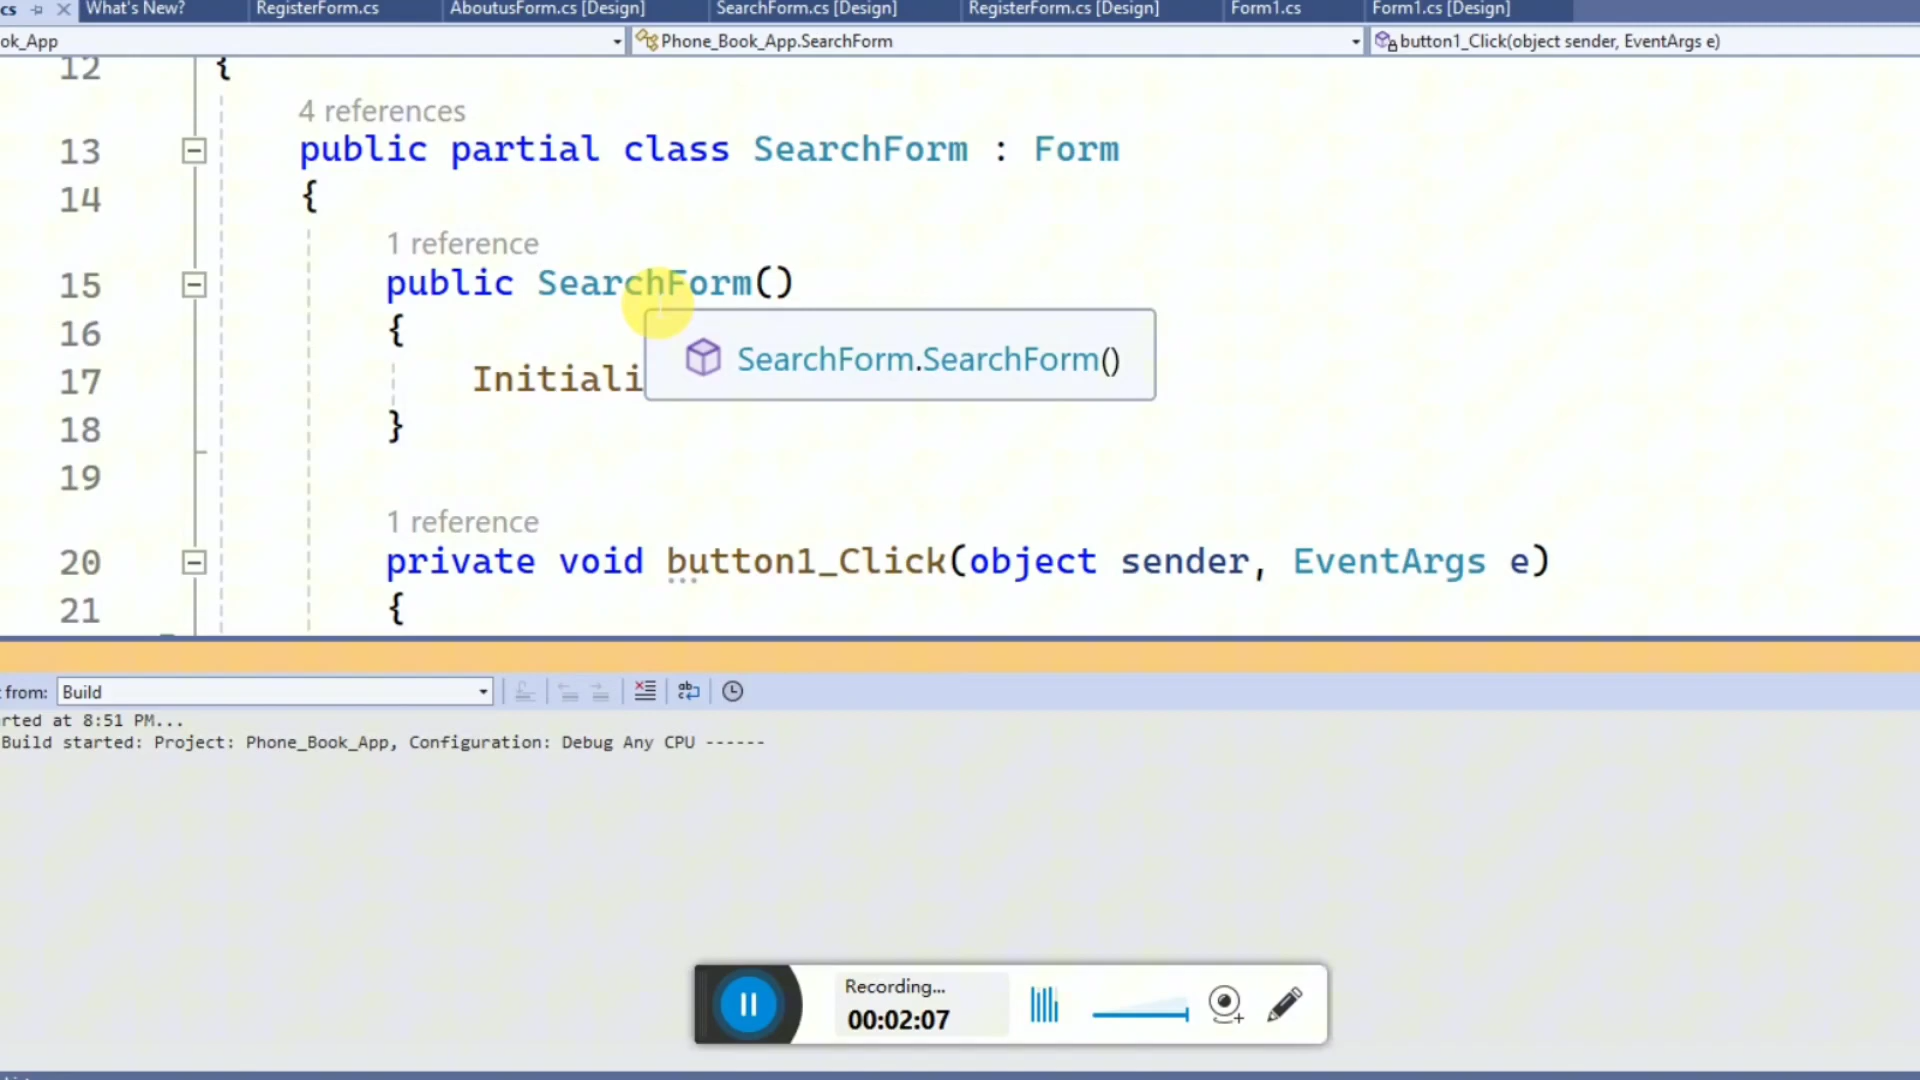 cs What's New? RegisterForm.cs AboutusForm.cs [Design] SearchForm.cs [Design] RegisterForm.cs [Design] Form1.cs Form1.cs [Design]
ok_App Phone_Book_App.SearchForm button1_Click(object sender, EventArgs e)
12 {
4 references
13 public partial class SearchForm : Form
14 {
1 reference
15 public SearchForm()
16 {
SearchForm.SearchForm()
17 Initiali
18 }
19
1 reference
20 private void button1_Click(object sender, EventArgs e)
21 {
from: Build
rted at 8:51 PM...
Build started: Project: Phone_Book_App, Configuration: Debug Any CPU ------
Recording...
00:02:07